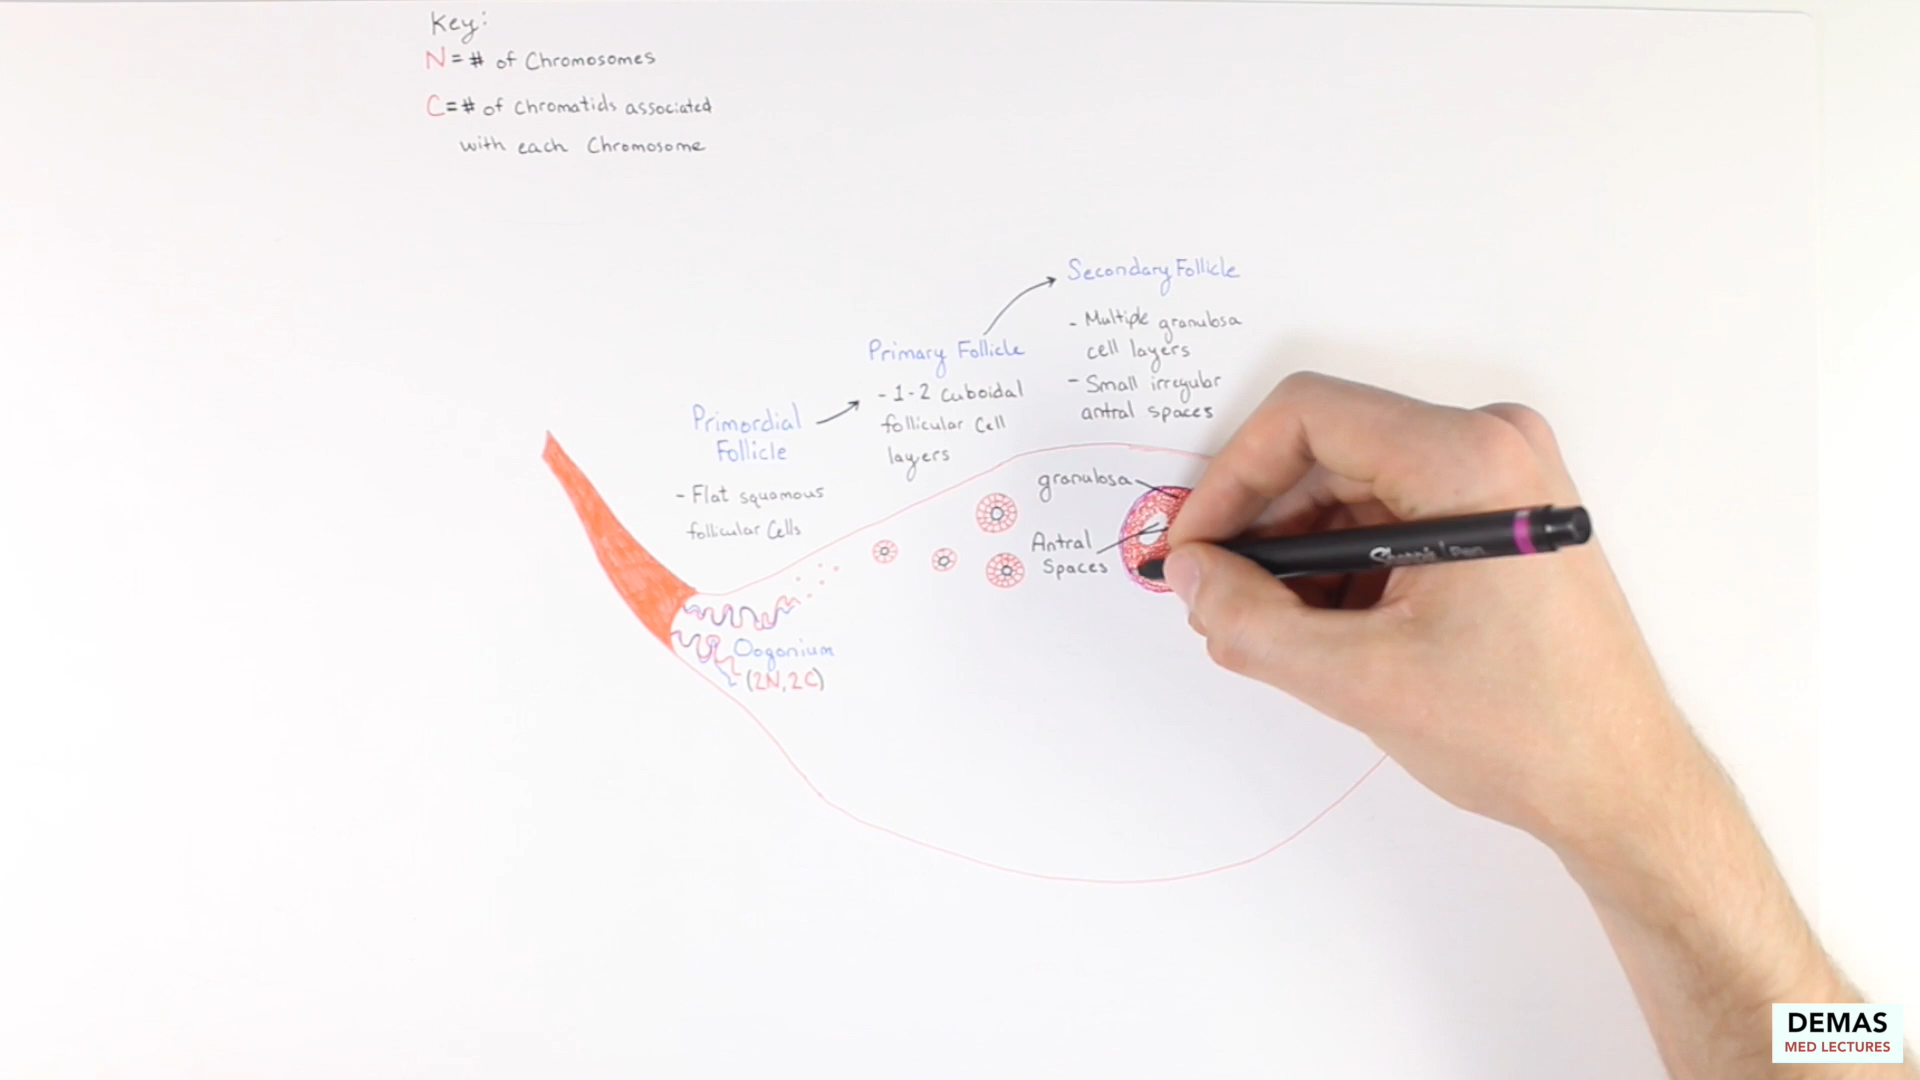 Key:
N = # of Chromosomes
C = # of chromatids associated
with each Chromosome
Secondary Follicle
- Multiple granulosa
cell layers
- Small irregular
antral spaces
Primary Follicle
- 1-2 cuboidal
follicular Cell
layers
Primordial
Follicle
- Flat squamous
follicular Cells
granulosa
Antral
Spaces
Oogonium
(2N, 2C)
DEMAS
MED LECTURES